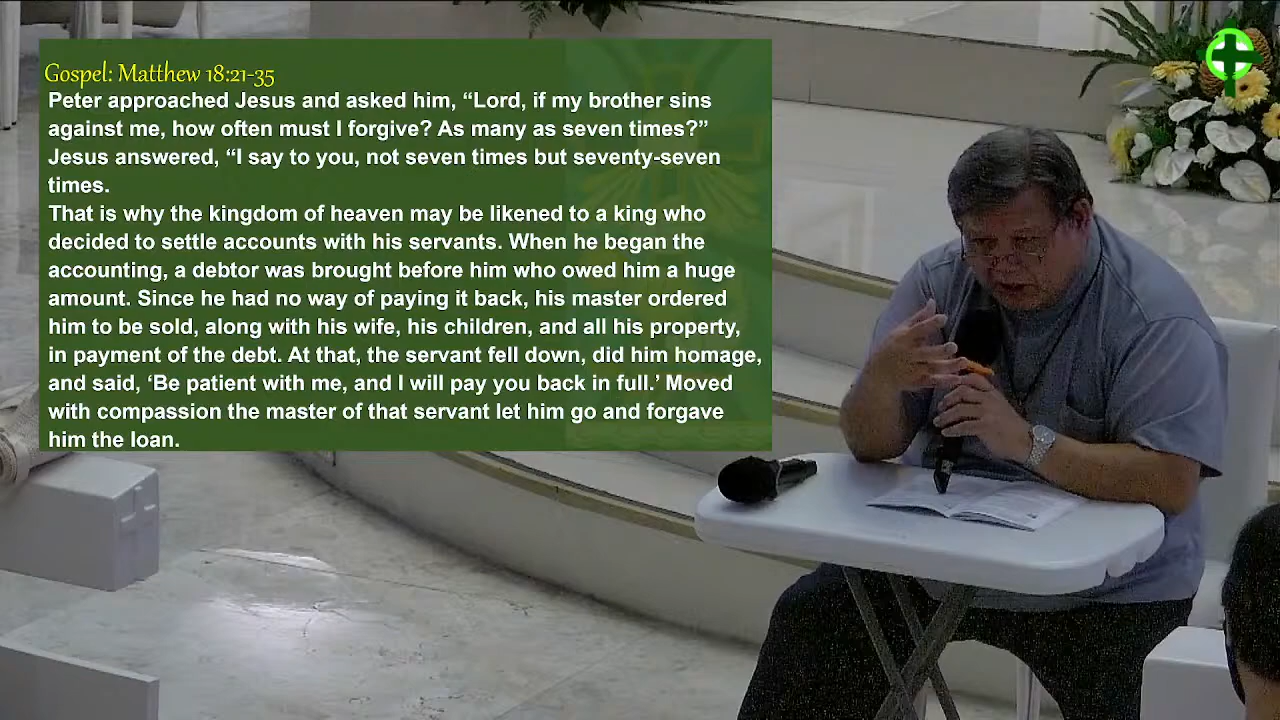 Gospel: Matthew 18:21-35
Peter approached Jesus and asked him, “Lord, if my brother sins
against me, how often must I forgive? As many as seven times?”
Jesus answered, “I say to you, not seven times but seventy-seven
times.
That is why the kingdom of heaven may be likened to a king who
decided to settle accounts with his servants. When he began the
accounting, a debtor was brought before him who owed him a huge
amount. Since he had no way of paying it back, his master ordered
him to be sold, along with his wife, his children, and all his property,
in payment of the debt. At that, the servant fell down, did him homage,
and said, ‘Be patient with me, and I will pay you back in full.’ Moved
with compassion the master of that servant let him go and forgave
him the loan.